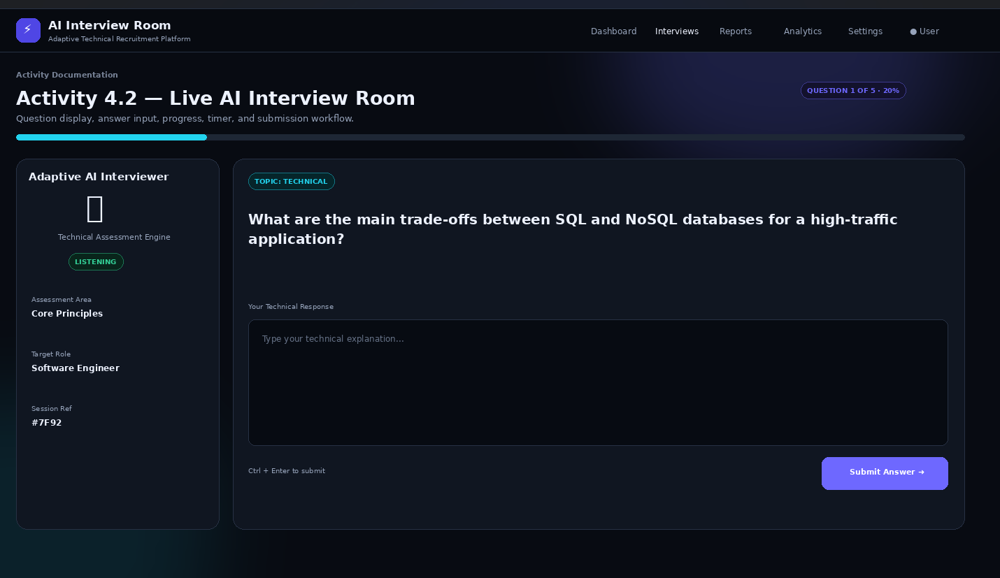 ⚡ AI Interview Room
Adaptive Technical Recruitment Platform
Dashboard Interviews Reports Analytics Settings ● User
Activity Documentation
Activity 4.2 — Live AI Interview Room
QUESTION 1 OF 5 · 20%
Question display, answer input, progress, timer, and submission workflow.
Adaptive AI Interviewer
Technical Assessment Engine
LISTENING
Assessment Area
Core Principles
Target Role
Software Engineer
Session Ref
#7F92
TOPIC: TECHNICAL
What are the main trade-offs between SQL and NoSQL databases for a high-traffic
application?
Your Technical Response
Type your technical explanation...
Ctrl + Enter to submit
Submit Answer →